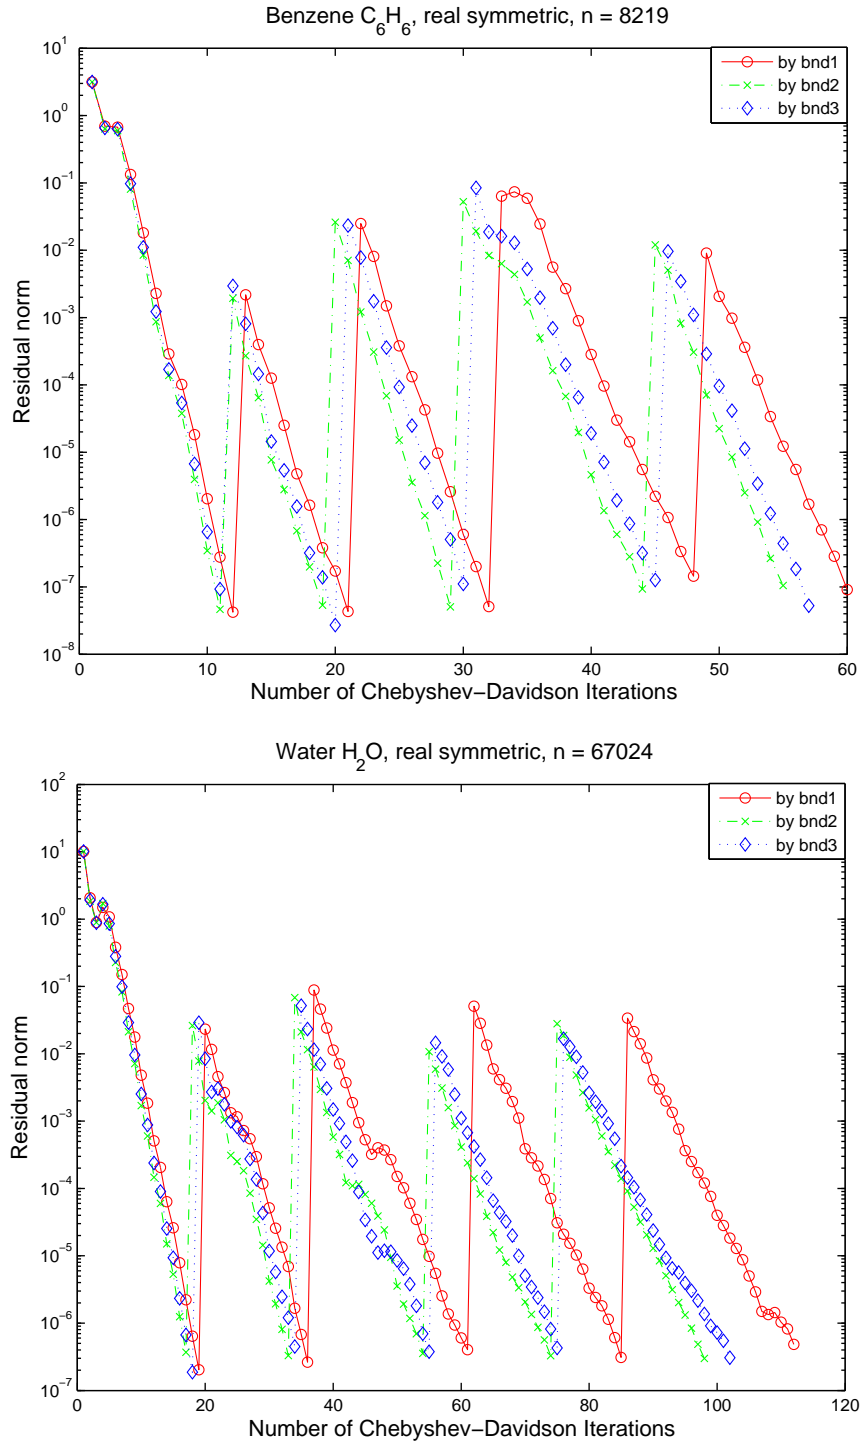 Benzene C6H6, real symmetric, n = 8219
by bnd1
by bnd2
by bnd3
Residual norm
10^1
10^0
10^−1
10^−2
10^−3
10^−4
10^−5
10^−6
10^−7
10^−8
0 10 20 30 40 50 60
Number of Chebyshev−Davidson Iterations
Water H2O, real symmetric, n = 67024
by bnd1
by bnd2
by bnd3
Residual norm
10^2
10^1
10^0
10^−1
10^−2
10^−3
10^−4
10^−5
10^−6
10^−7
0 20 40 60 80 100 120
Number of Chebyshev−Davidson Iterations